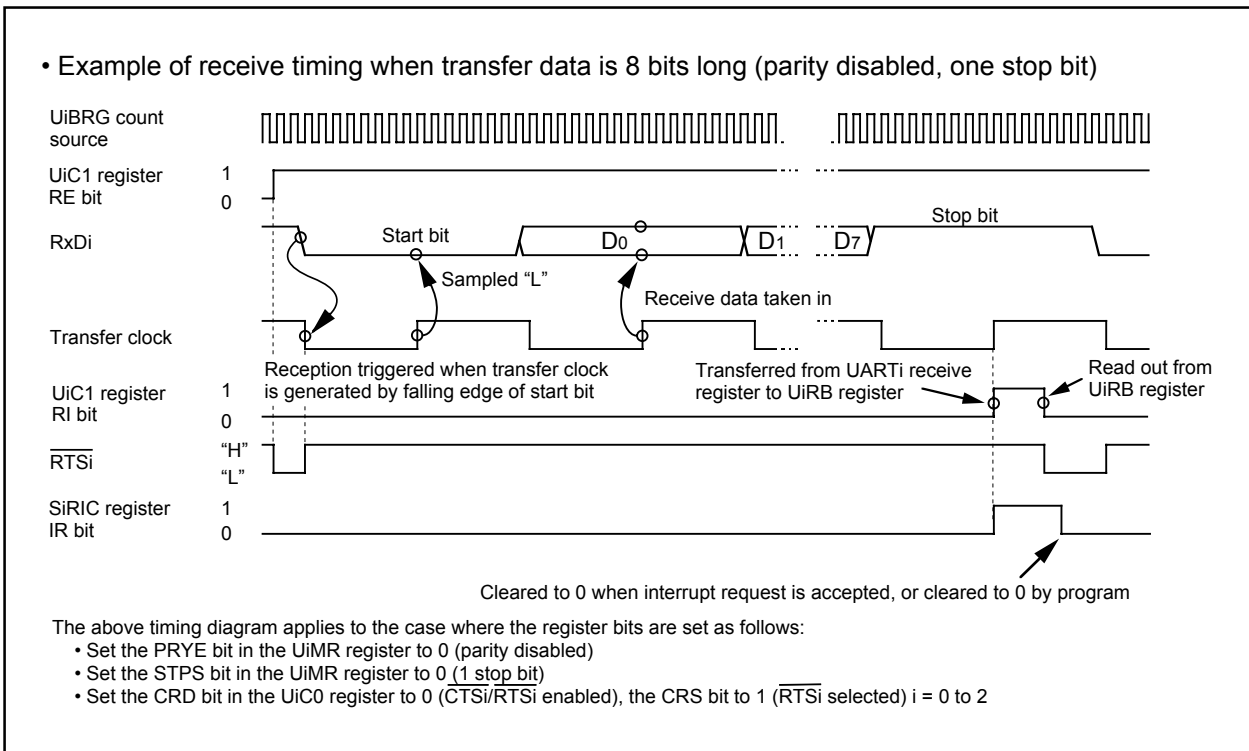 • Example of receive timing when transfer data is 8 bits long (parity disabled, one stop bit)
UiBRG count
source
UiC1 register
RE bit
1
0
RxDi
Start bit
D0
D1
D7
Stop bit
Sampled “L”
Receive data taken in
Transfer clock
Reception triggered when transfer clock
is generated by falling edge of start bit
Transferred from UARTi receive
register to UiRB register
Read out from
UiRB register
UiC1 register
RI bit
1
0
RTSi
“H”
“L”
SiRIC register
IR bit
1
0
Cleared to 0 when interrupt request is accepted, or cleared to 0 by program
The above timing diagram applies to the case where the register bits are set as follows:
• Set the PRYE bit in the UiMR register to 0 (parity disabled)
• Set the STPS bit in the UiMR register to 0 (1 stop bit)
• Set the CRD bit in the UiC0 register to 0 (CTSi/RTSi enabled), the CRS bit to 1 (RTSi selected) i = 0 to 2